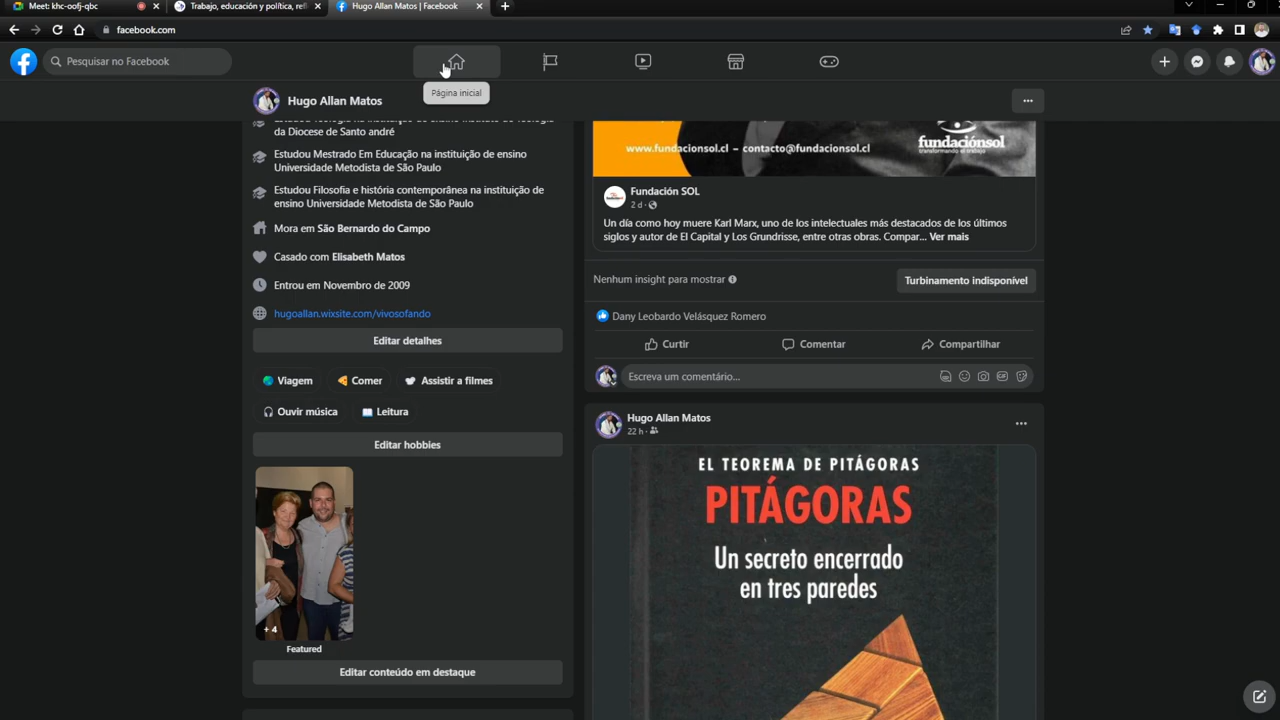 Meet: khc-oofj-qbc
Trabajo, educación y política, refl
Hugo Allan Matos | Facebook
facebook.com
Pesquisar no Facebook
Página inicial
Hugo Allan Matos
da Diocese de Santo andré
Estudou Mestrado Em Educação na instituição de ensino
Universidade Metodista de São Paulo
Estudou Filosofia e história contemporânea na instituição de
ensino Universidade Metodista de São Paulo
Mora em São Bernardo do Campo
Casado com Elisabeth Matos
Entrou em Novembro de 2009
hugoallan.wixsite.com/vivosofando
Editar detalhes
Viagem
Comer
Assistir a filmes
Ouvir música
Leitura
Editar hobbies
+ 4
Featured
Editar conteúdo em destaque
www.fundacionsol.cl – contacto@fundacionsol.cl
fundaciónsol
transformando el trabajo
Fundación SOL
2 d ·
Un día como hoy muere Karl Marx, uno de los intelectuales más destacados de los últimos
siglos y autor de El Capital y Los Grundrisse, entre otras obras. Compar... Ver mais
Nenhum insight para mostrar
Turbinamento indisponível
Dany Leobardo Velásquez Romero
Curtir
Comentar
Compartilhar
Escreva um comentário...
GIF
Hugo Allan Matos
22 h ·
EL TEOREMA DE PITÁGORAS
PITÁGORAS
Un secreto encerrado
en tres paredes